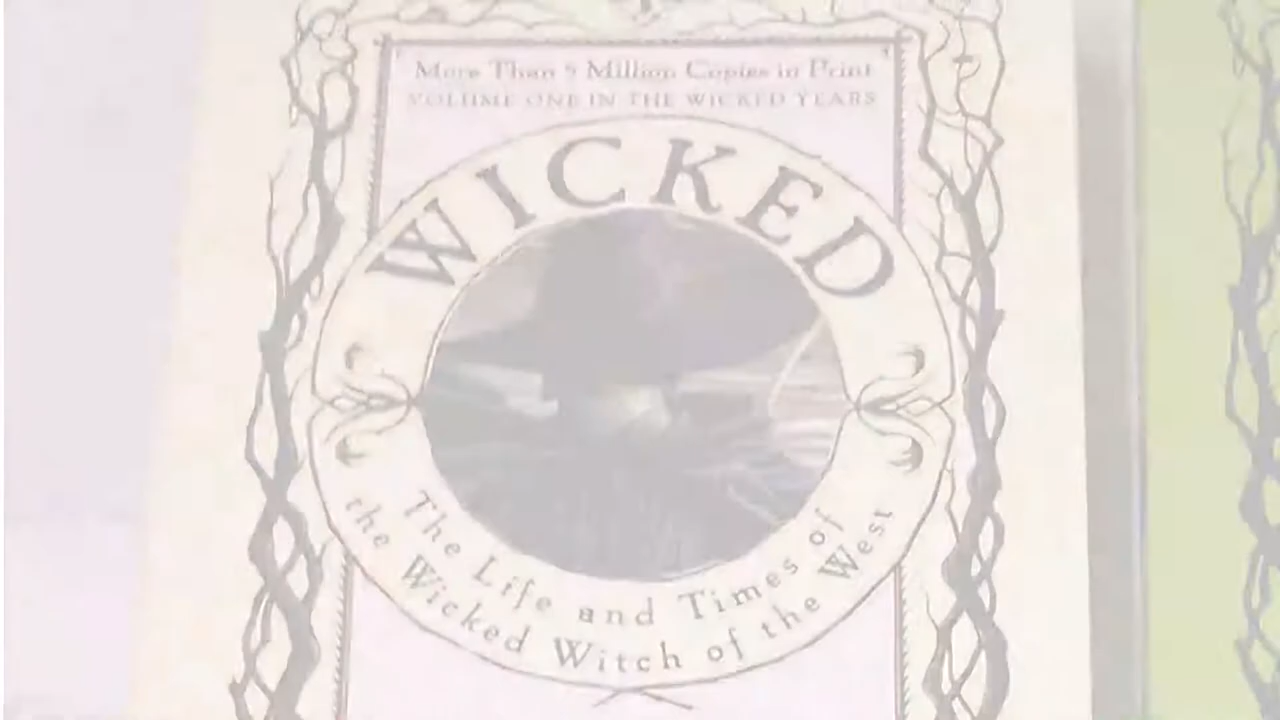 More Than 5 Million Copies in Print
VOLUME ONE IN THE WICKED YEARS
WICKED
The Life and Times of
the Wicked Witch of the West